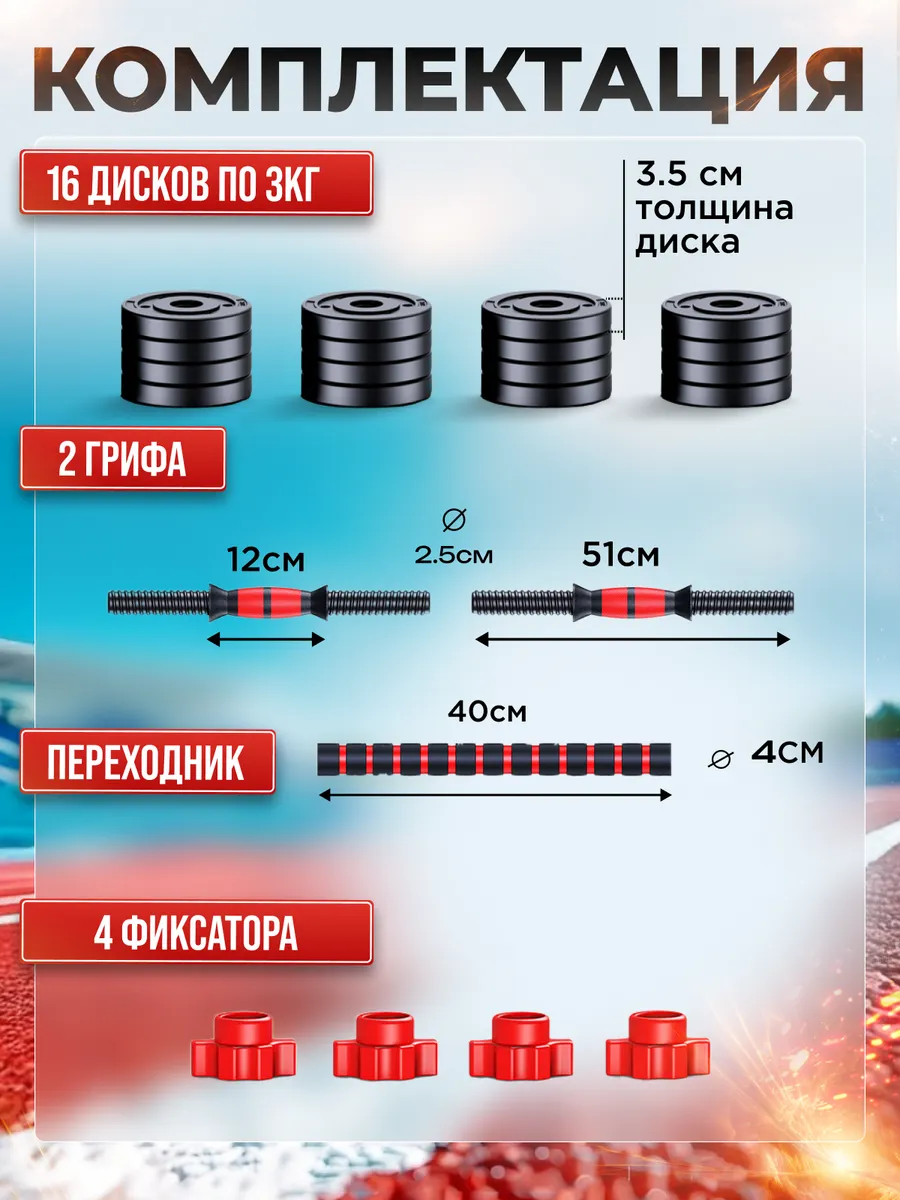 КОМПЛЕКТАЦИЯ
16 ДИСКОВ ПО 3КГ
3.5 см
толщина
диска
2 ГРИФА
12см
⌀
2.5см
51см
40см
ПЕРЕХОДНИК
⌀ 4СМ
4 ФИКСАТОРА